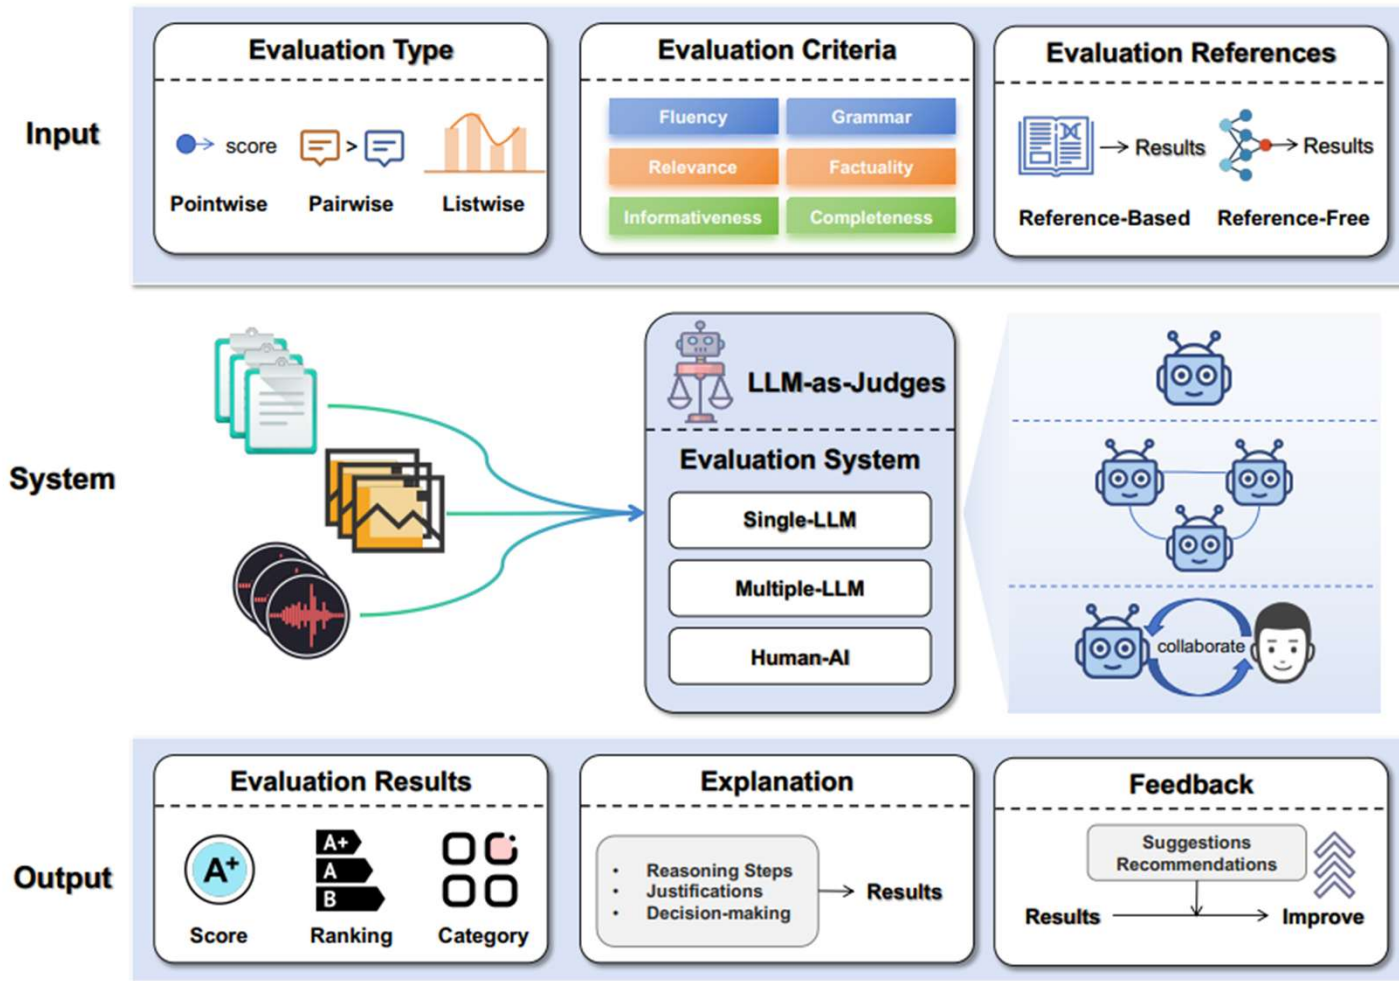 Input
Evaluation Type
score
>
Pointwise
Pairwise
Listwise
Evaluation Criteria
Fluency
Grammar
Relevance
Factuality
Informativeness
Completeness
Evaluation References
Results
Results
Reference-Based
Reference-Free
System
LLM-as-Judges
Evaluation System
Single-LLM
Multiple-LLM
Human-AI
collaborate
Output
Evaluation Results
A+
A+
A
B
Score
Ranking
Category
Explanation
• Reasoning Steps
• Justifications
• Decision-making
Results
Feedback
Suggestions
Recommendations
Results
Improve